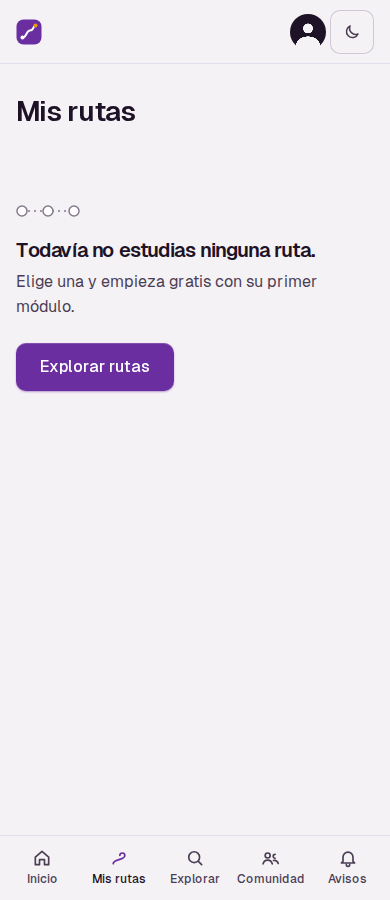 Mis rutas
Todavía no estudias ninguna ruta.
Elige una y empieza gratis con su primer
módulo.
Explorar rutas
Inicio
Mis rutas
Explorar
Comunidad
Avisos